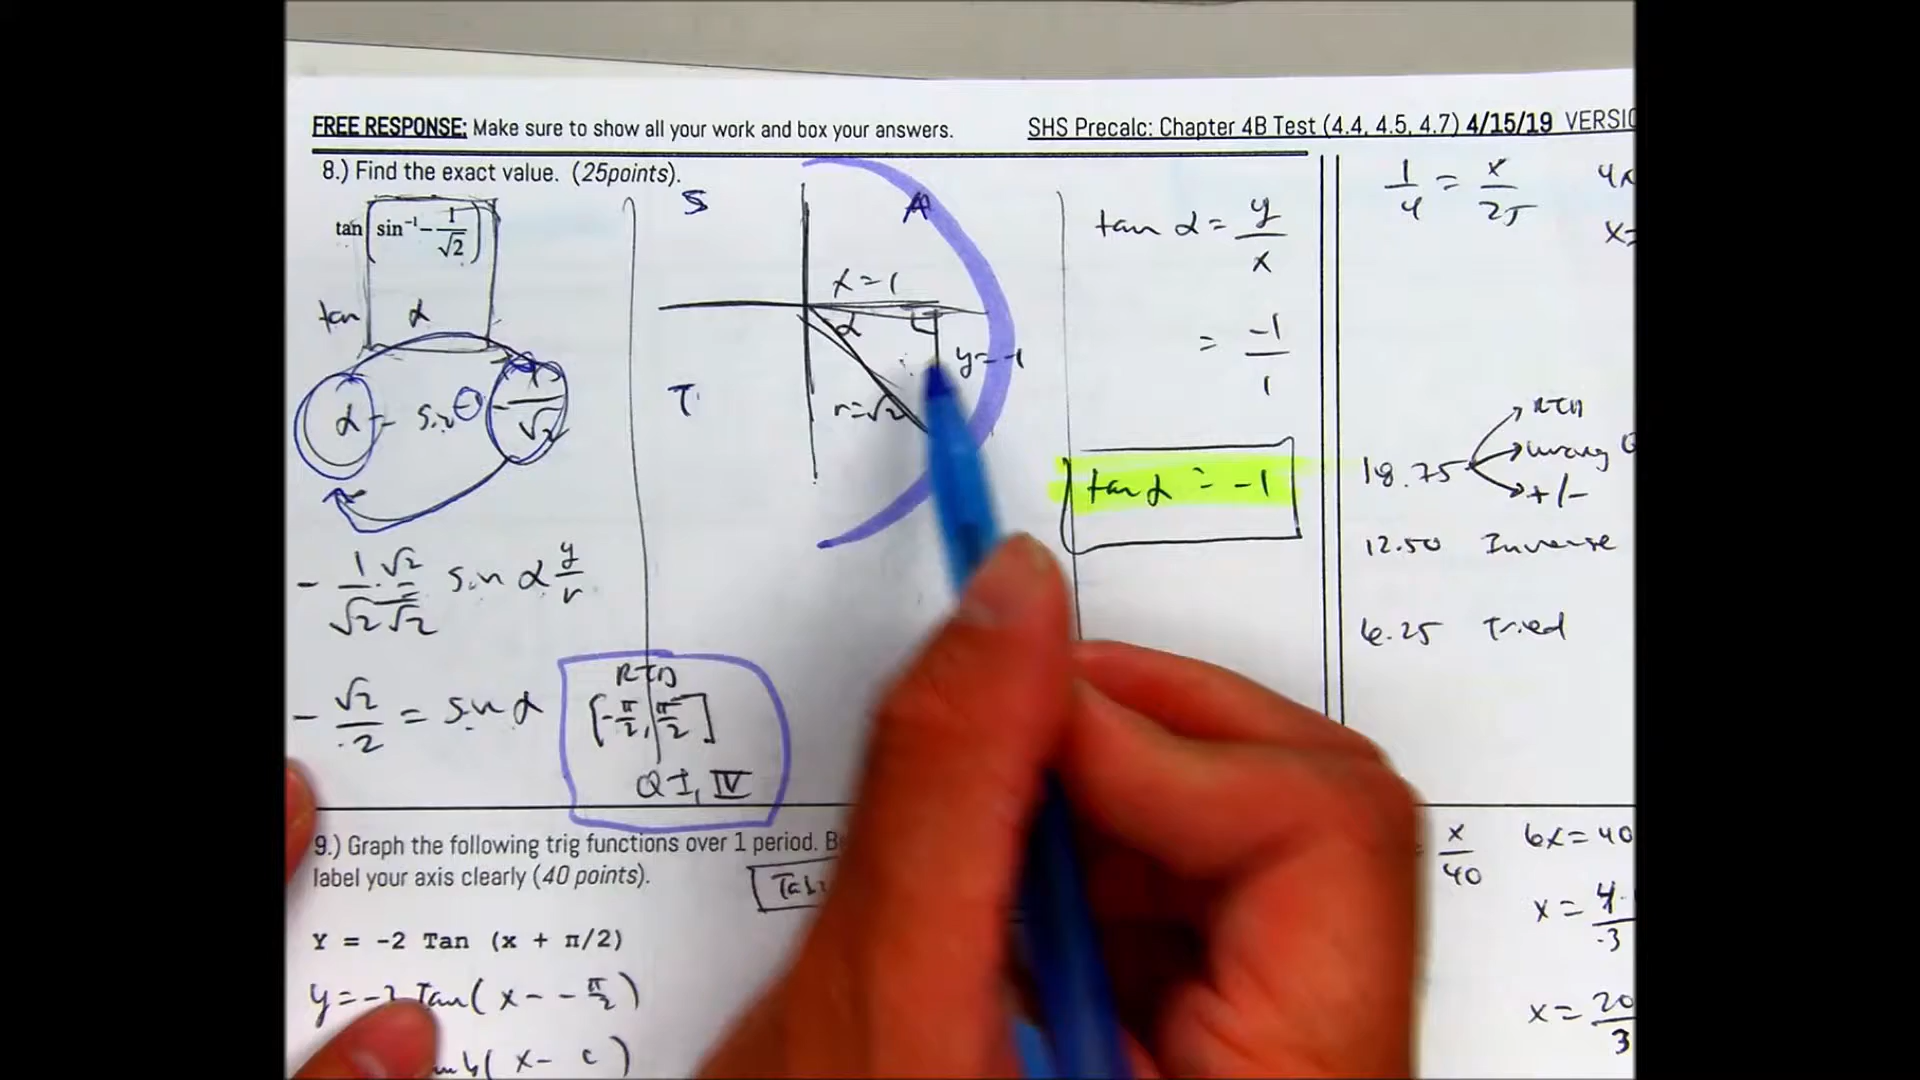 FREE RESPONSE: Make sure to show all your work and box your answers.
SHS Precalc: Chapter 4B Test (4.4, 4.5, 4.7) 4/15/19
8.) Find the exact value. (25points).
tan(sin⁻¹ -1/√2)
tan α
α = sin⊖ -1/√2
-1·√2/√2√2 = sin α y/r
-√2/2 = sin α
RTD
[-π/2, π/2]
Q I, IV
S
A
T
x=1
α
y=-1
r=√2
tan α = y/x
= -1/1
tan α = -1
1/4 = x/25
4x
x=
18.75
RTD
wrong Q
+/-
12.50 Inverse
6.25 Tried
9.) Graph the following trig functions over 1 period.
label your axis clearly (40 points).
Y = -2 Tan (x + π/2)
y = -2 Tan(x - -π/2)
(x - c)
x/40
6x=40
x = 20/3